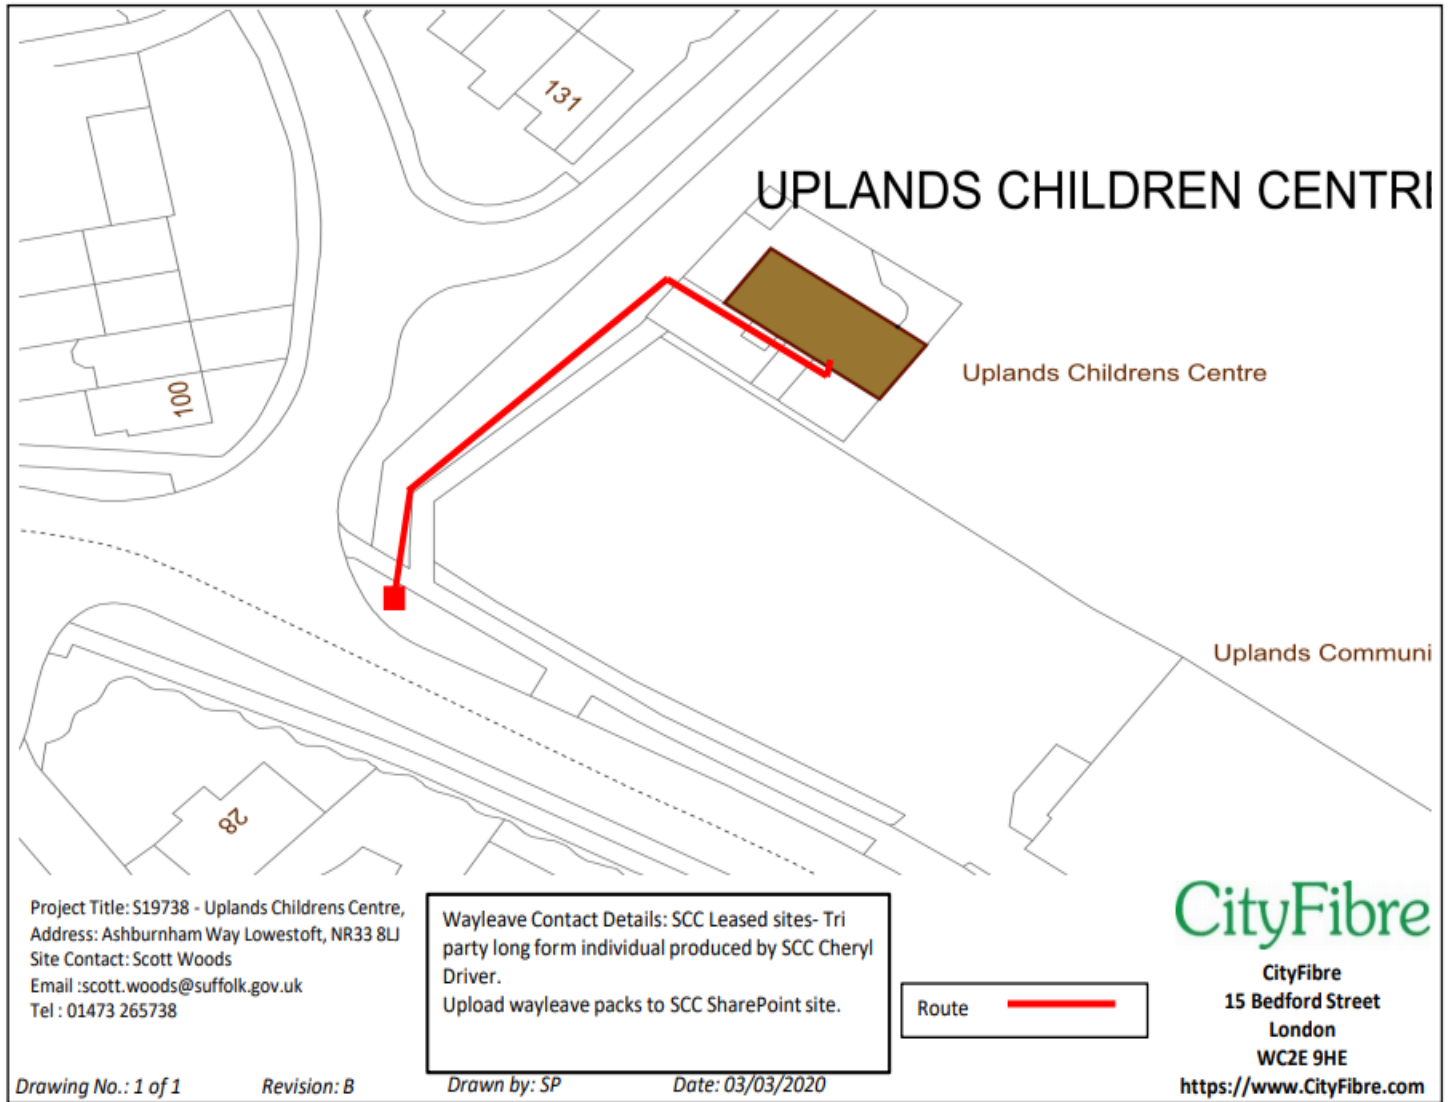 131
UPLANDS CHILDREN CENTR
Uplands Childrens Centre
100
Uplands Communi
28
Project Title: S19738 - Uplands Childrens Centre,
Address: Ashburnham Way Lowestoft, NR33 8LJ
Site Contact: Scott Woods
Email :scott.woods@suffolk.gov.uk
Tel : 01473 265738
Wayleave Contact Details: SCC Leased sites- Tri
party long form individual produced by SCC Cheryl
Driver.
Upload wayleave packs to SCC SharePoint site.
Route
CityFibre
CityFibre
15 Bedford Street
London
WC2E 9HE
https://www.CityFibre.com
Drawing No.: 1 of 1 Revision: B Drawn by: SP Date: 03/03/2020